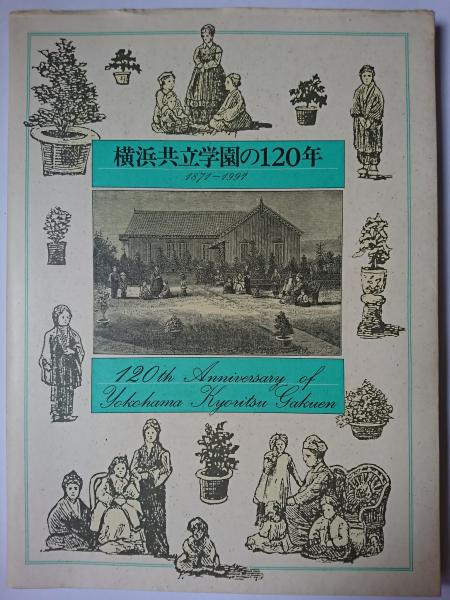 横浜共立学園の120年
1871-1991
120th Anniversary of
Yokohama Kyoritsu Gakuen